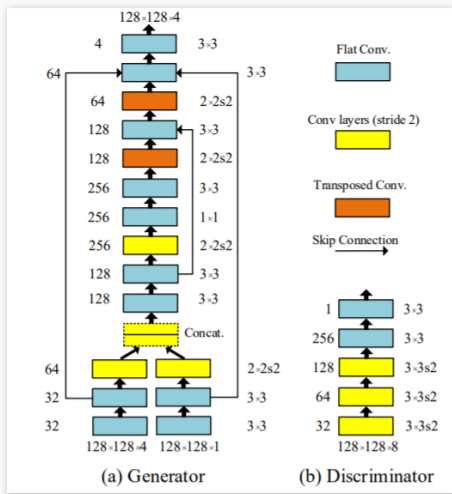 128×128×4
4 3×3
64 3×3
64 2×2s2
128 3×3
128 2×2s2
256 3×3
256 1×1
256 2×2s2
128 3×3
128 3×3
Concat.
64 2×2s2
32 3×3
32 3×3
128×128×4 128×128×1
(a) Generator
Flat Conv.
Conv layers (stride 2)
Transposed Conv.
Skip Connection
1 3×3
256 3×3
128 3×3s2
64 3×3s2
32 3×3s2
128×128×8
(b) Discriminator